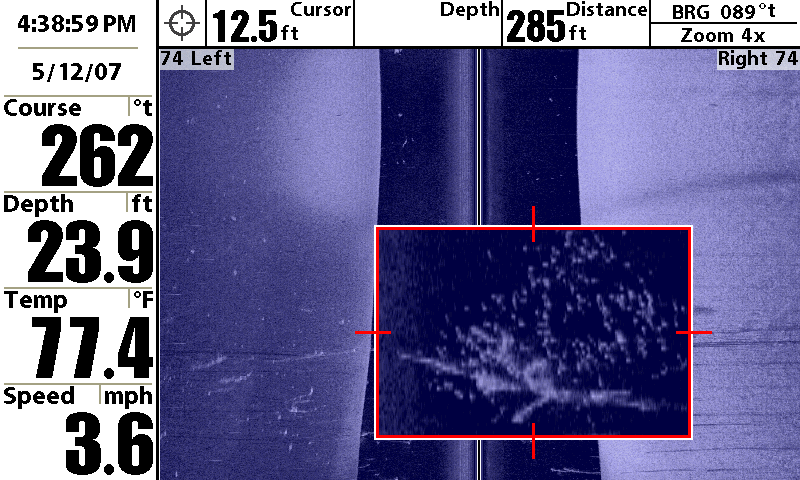 4:38:59 PM
5/12/07
Course °t
262
Depth ft
23.9
Temp °F
77.4
Speed mph
3.6
Cursor
12.5 ft
Depth
Distance
285 ft
BRG 089°t
Zoom 4x
74 Left
Right 74